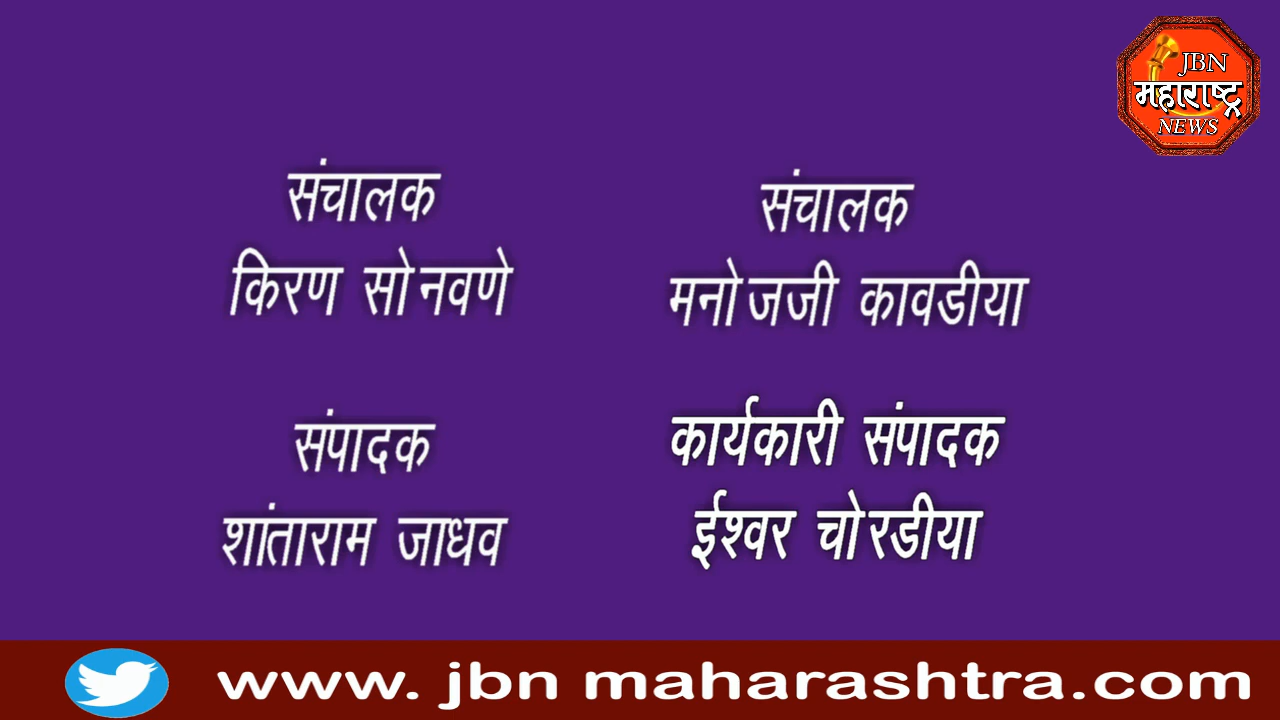 JBN
महाराष्ट्र
NEWS
संचालक
किरण सोनवणे
संचालक
मनोजजी कावडीया
संपादक
शांताराम जाधव
कार्यकारी संपादक
ईश्वर चोरडीया
www. jbn maharashtra.com